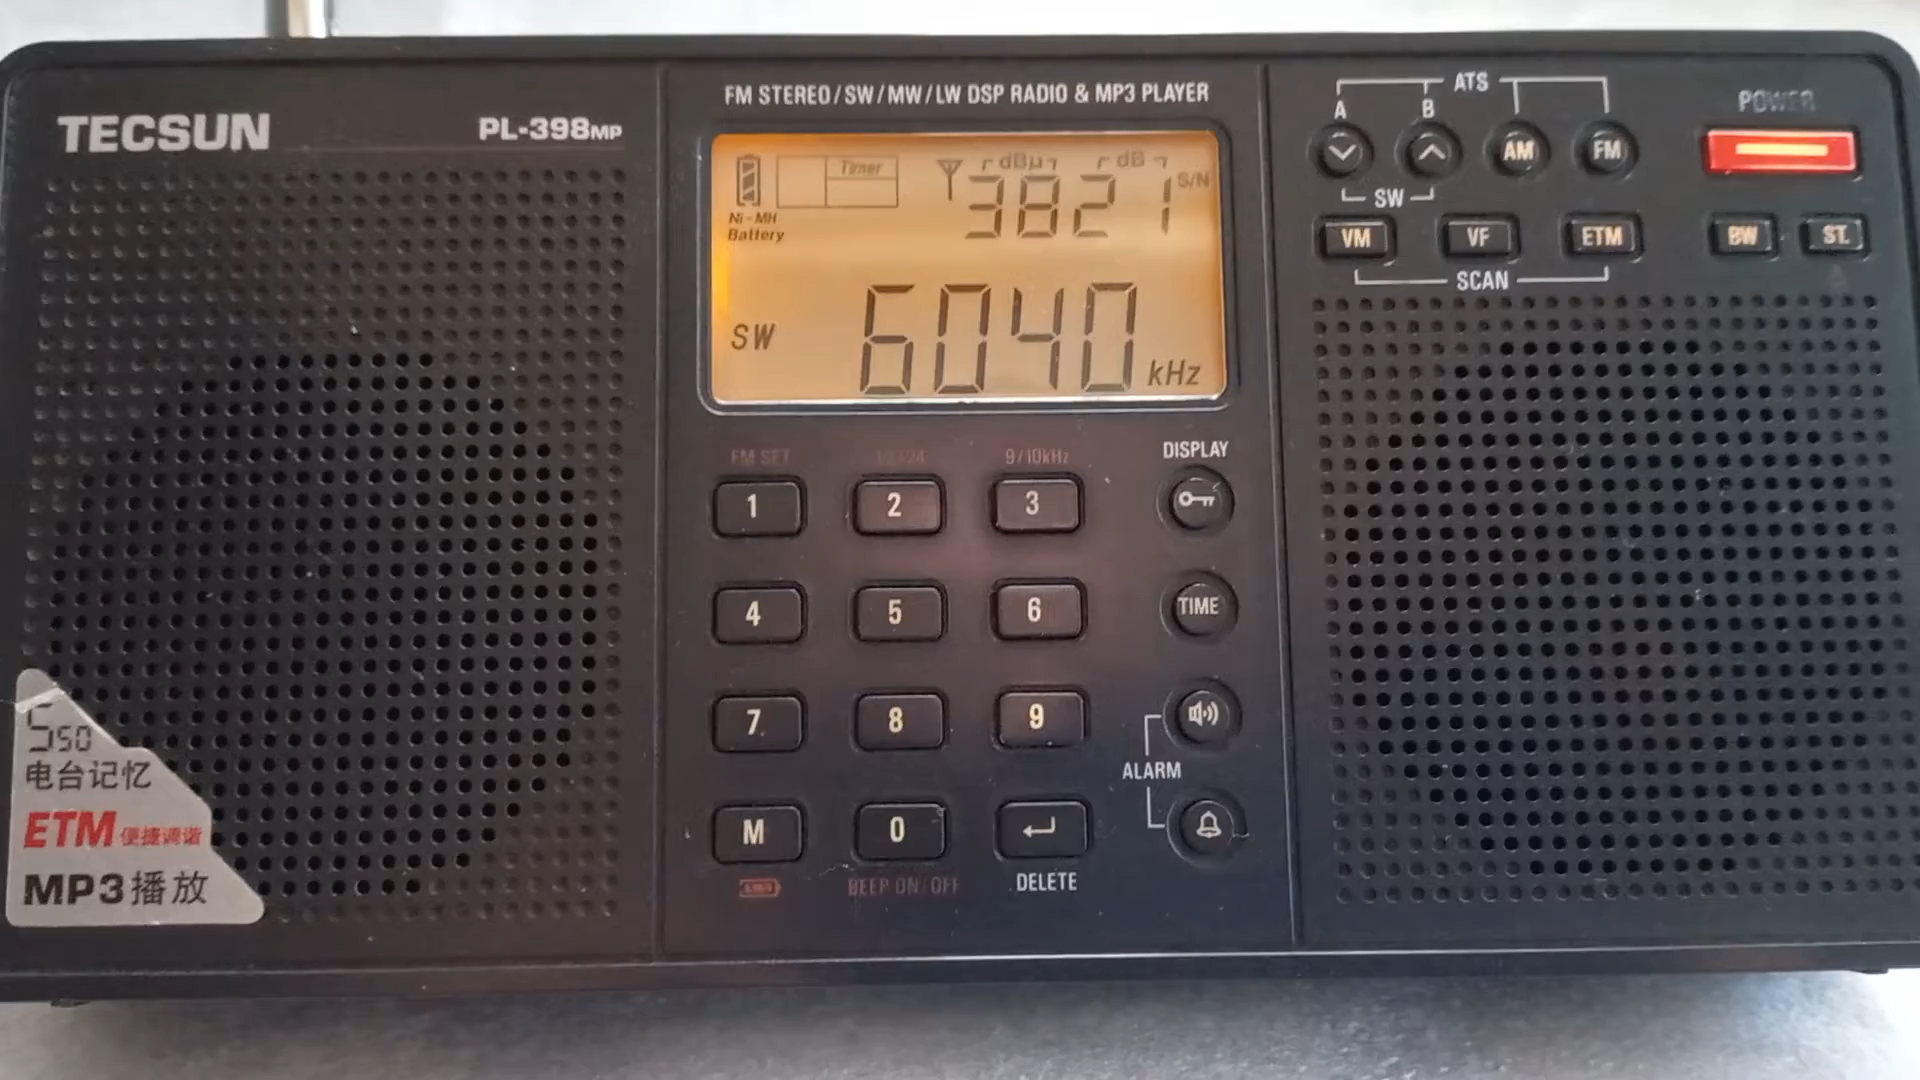 TECSUN
PL-398MP
FM STEREO/SW/MW/LW DSP RADIO & MP3 PLAYER
ATS
A B
AM FM
SW
POWER
VM VF ETM
SCAN
BW ST.
Timer
dBμ dB
3821 S/N
Ni-MH
Battery
SW 6040 kHz
FM SET 12/24 9/10kHz DISPLAY
1 2 3
4 5 6 TIME
7 8 9
ALARM
M 0
BEEP ON/OFF DELETE
S50
电台记忆
ETM 便捷调谐
MP3播放